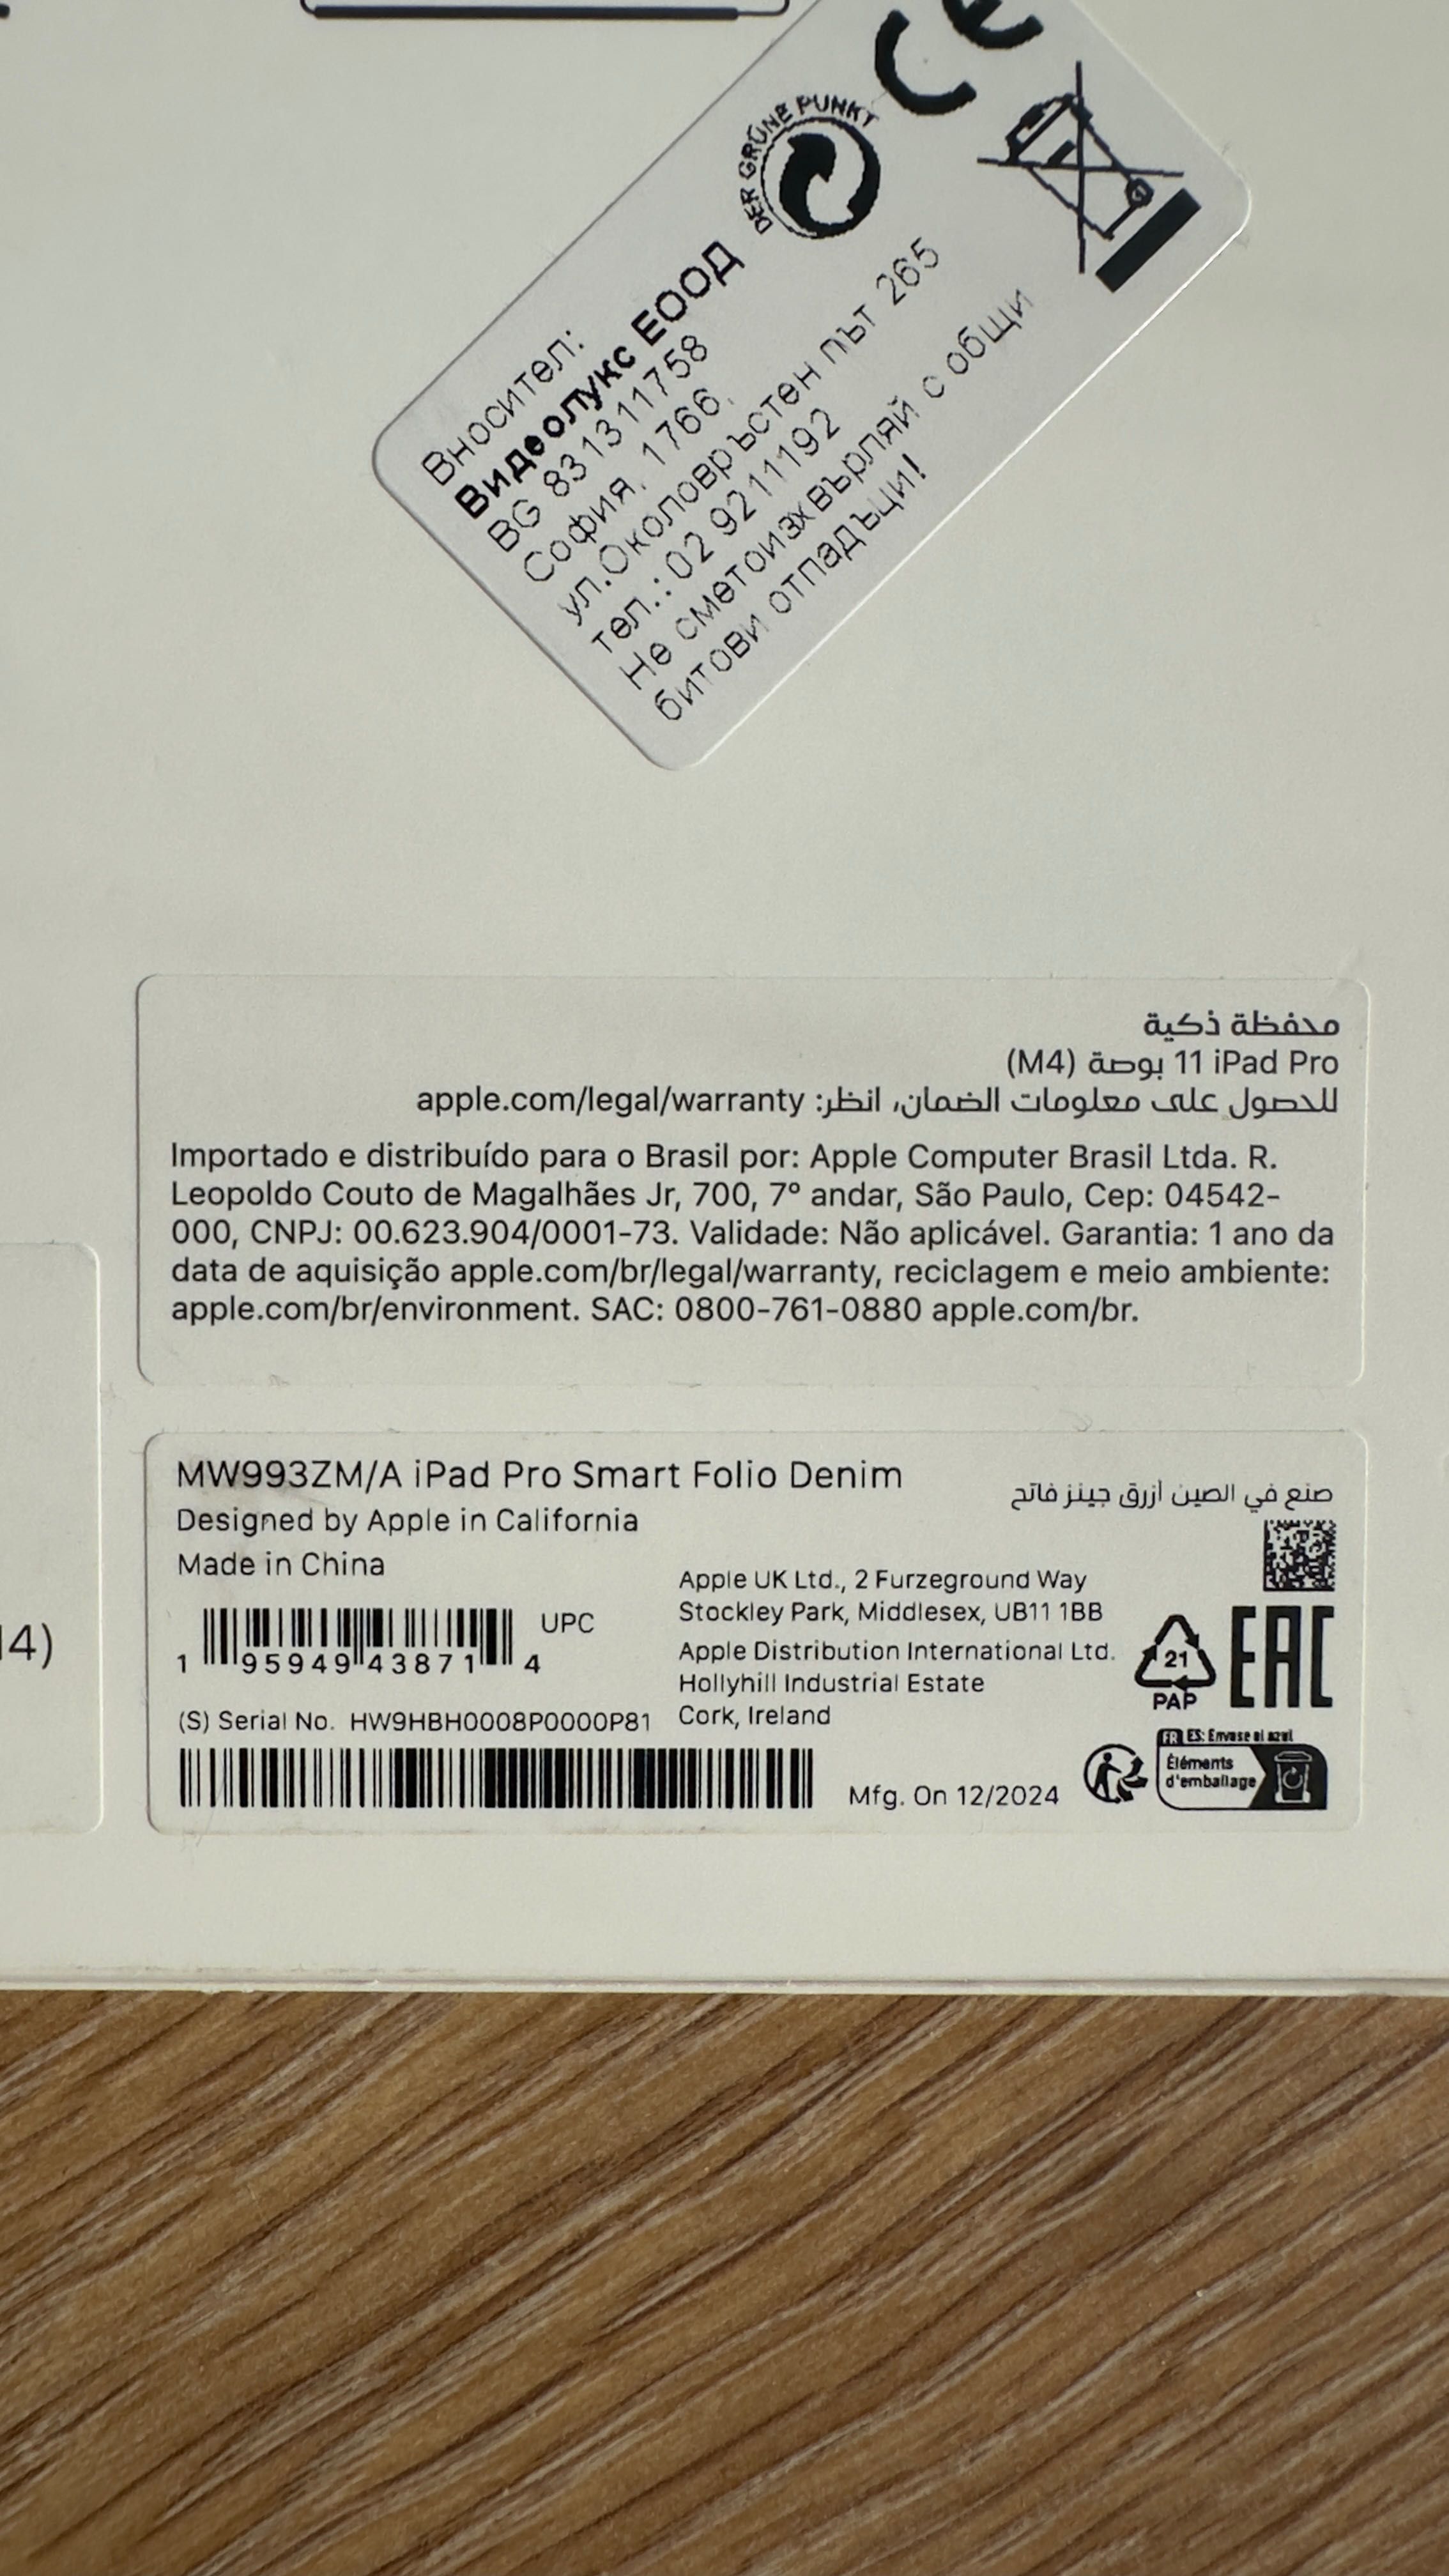 CE
DER GRÜNE PUNKT
Вносител:
Видеолукс ЕООД
BG 831311758
София, 1766,
ул.Околовръстен път 265
тел.: 02 9211192
Не сметоизхвърляй с общи
битови отпадъци!
محفظة ذكية
iPad Pro 11 بوصة (M4)
للحصول على معلومات الضمان، انظر: apple.com/legal/warranty
Importado e distribuído para o Brasil por: Apple Computer Brasil Ltda. R.
Leopoldo Couto de Magalhães Jr, 700, 7º andar, São Paulo, Cep: 04542-
000, CNPJ: 00.623.904/0001-73. Validade: Não aplicável. Garantia: 1 ano da
data de aquisição apple.com/br/legal/warranty, reciclagem e meio ambiente:
apple.com/br/environment. SAC: 0800-761-0880 apple.com/br.
MW993ZM/A iPad Pro Smart Folio Denim
صنع في الصين أزرق جينز فاتح
Designed by Apple in California
Made in China
UPC
1 95949 43871 4
Apple UK Ltd., 2 Furzeground Way
Stockley Park, Middlesex, UB11 1BB
Apple Distribution International Ltd.
Hollyhill Industrial Estate
Cork, Ireland
21
PAP
EAC
(S) Serial No. HW9HBH0008P0000P81
Mfg. On 12/2024
FR ES: Envase al azul
Éléments
d'emballage
14)